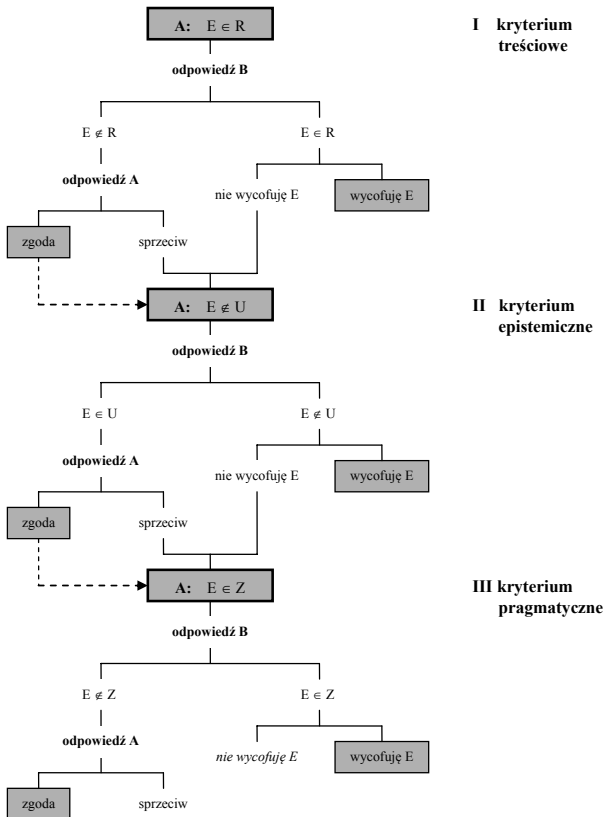 A: E ∈ R
I kryterium
treściowe
odpowiedź B
E ∉ R
E ∈ R
odpowiedź A
nie wycofuję E
wycofuję E
zgoda
sprzeciw
A: E ∉ U
II kryterium
epistemiczne
odpowiedź B
E ∈ U
E ∉ U
odpowiedź A
nie wycofuję E
wycofuję E
zgoda
sprzeciw
A: E ∈ Z
III kryterium
pragmatyczne
odpowiedź B
E ∉ Z
E ∈ Z
odpowiedź A
nie wycofuję E
wycofuję E
zgoda
sprzeciw